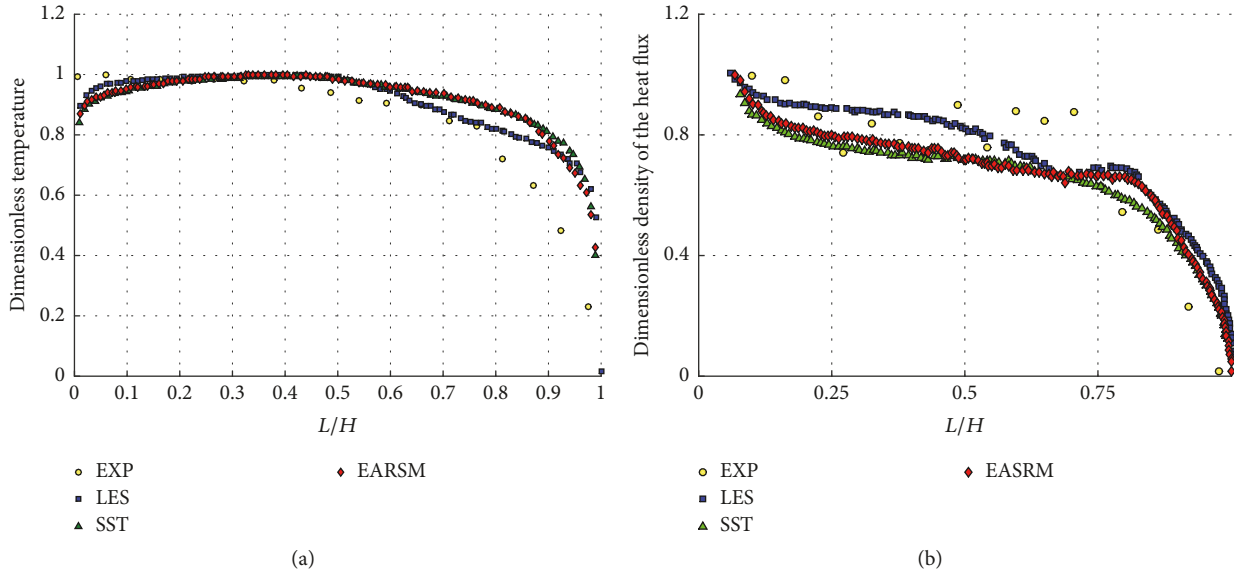 1.2
1
0.8
0.6
0.4
0.2
0
Dimensionless temperature
0 0.1 0.2 0.3 0.4 0.5 0.6 0.7 0.8 0.9 1
L/H
EXP
LES
SST
EARSM
(a)
1.2
1
0.8
0.4
0
Dimensionless density of the heat flux
0 0.25 0.5 0.75
L/H
EXP
LES
SST
EASRM
(b)